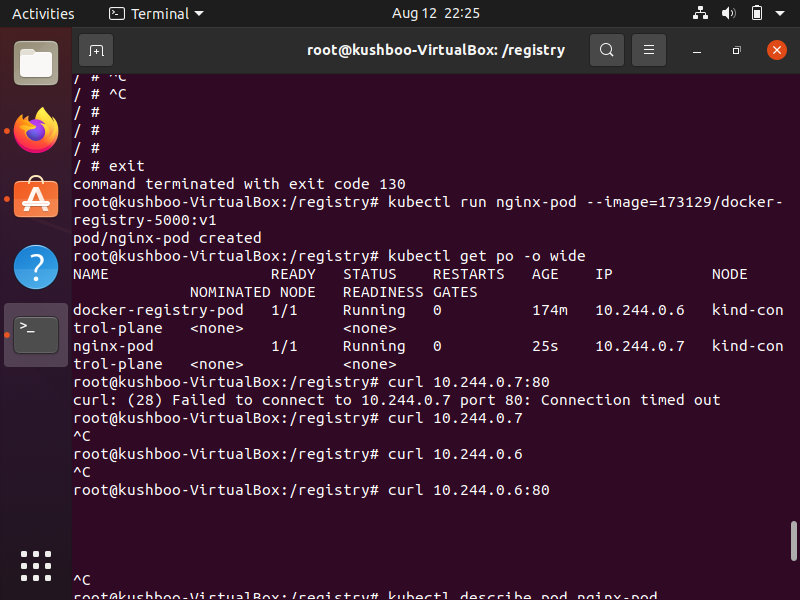 Activities Terminal Aug 12 22:25
root@kushboo-VirtualBox: /registry
/ # ^C
/ # ^C
/ #
/ #
/ #
/ # exit
command terminated with exit code 130
root@kushboo-VirtualBox:/registry# kubectl run nginx-pod --image=173129/docker-
registry-5000:v1
pod/nginx-pod created
root@kushboo-VirtualBox:/registry# kubectl get po -o wide
NAME READY STATUS RESTARTS AGE IP NODE
NOMINATED NODE READINESS GATES
docker-registry-pod 1/1 Running 0 174m 10.244.0.6 kind-con
trol-plane <none> <none>
nginx-pod 1/1 Running 0 25s 10.244.0.7 kind-con
trol-plane <none> <none>
root@kushboo-VirtualBox:/registry# curl 10.244.0.7:80
curl: (28) Failed to connect to 10.244.0.7 port 80: Connection timed out
root@kushboo-VirtualBox:/registry# curl 10.244.0.7
^C
root@kushboo-VirtualBox:/registry# curl 10.244.0.6
^C
root@kushboo-VirtualBox:/registry# curl 10.244.0.6:80
^C
root@kushboo-VirtualBox:/registry# kubectl describe pod nginx-pod